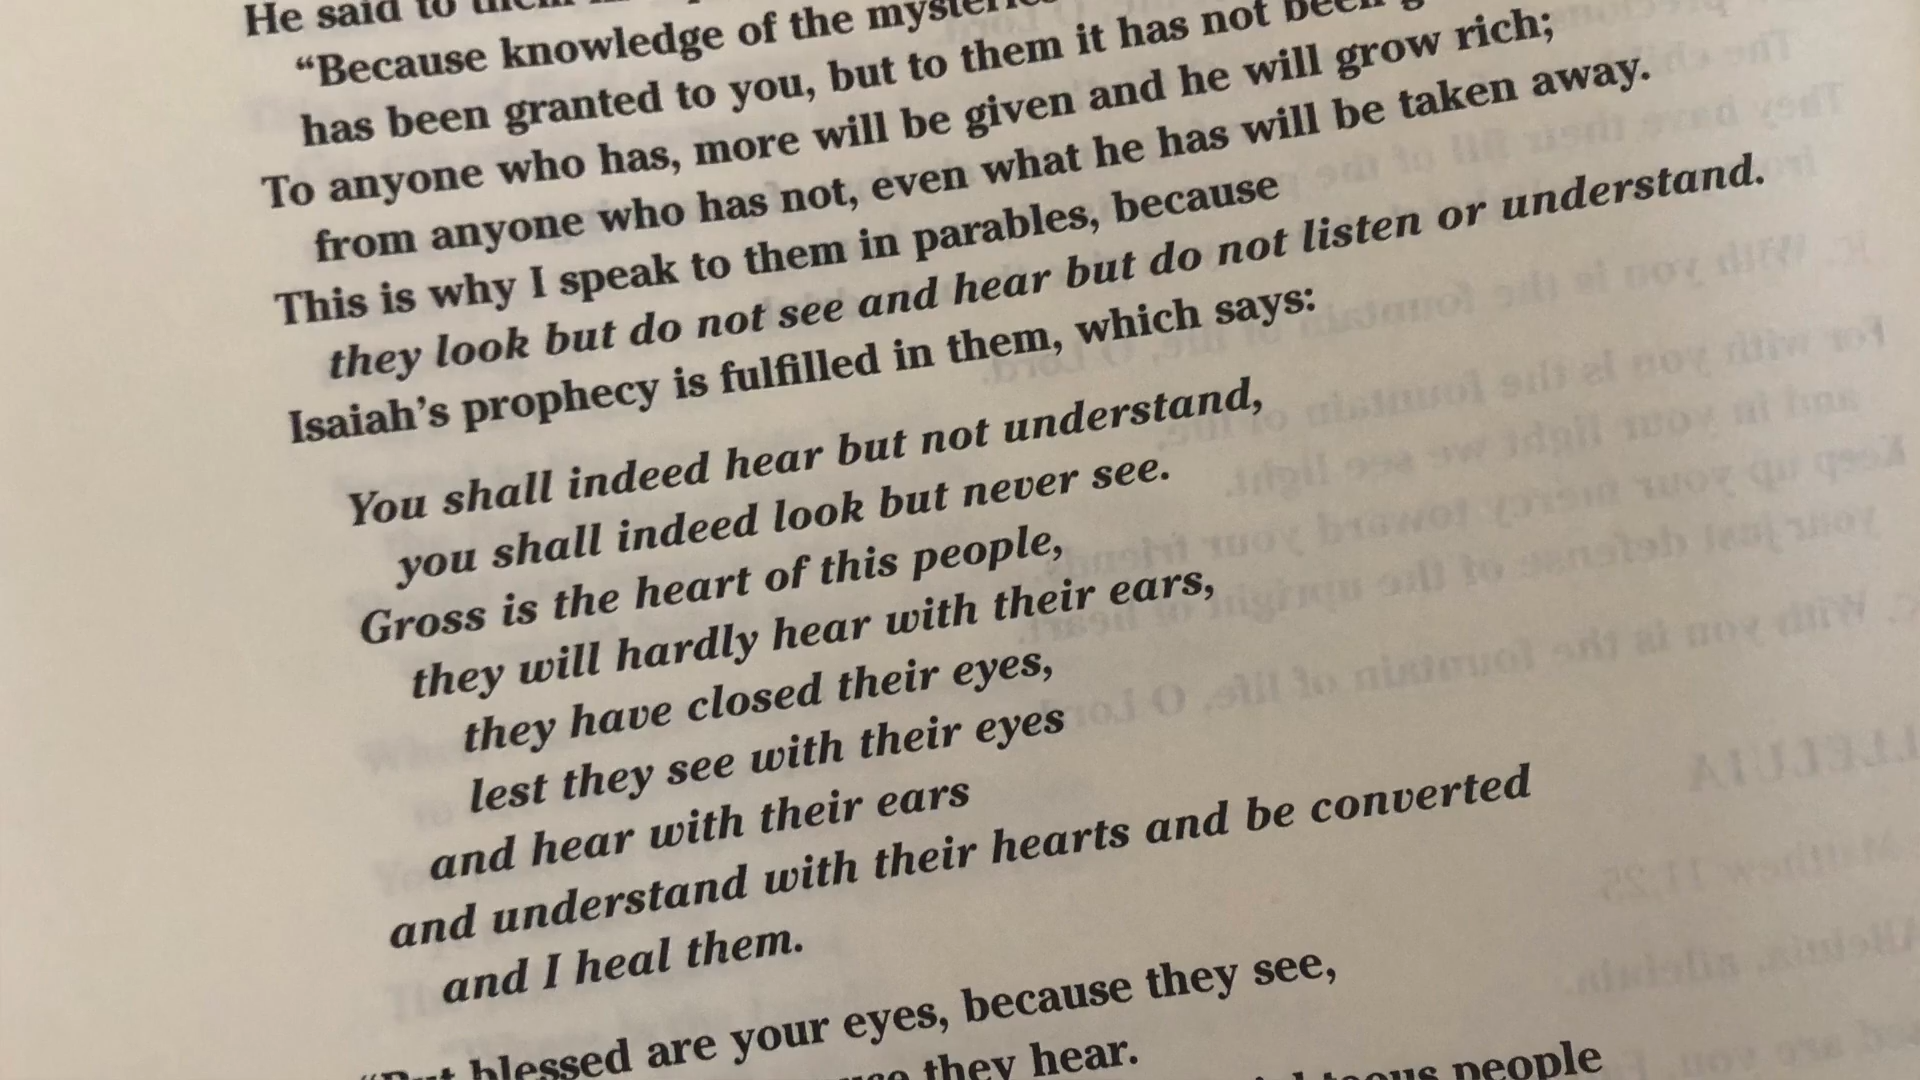 He said to them
“Because knowledge of the
has been granted to you, but to them it has not been
To anyone who has, more will be given and he will grow rich;
from anyone who has not, even what he has will be taken away.
This is why I speak to them in parables, because
they look but do not see and hear but do not listen or understand.
Isaiah’s prophecy is fulfilled in them, which says:
You shall indeed hear but not understand,
you shall indeed look but never see.
Gross is the heart of this people,
they will hardly hear with their ears,
they have closed their eyes,
lest they see with their eyes
and hear with their ears
and understand with their hearts and be converted
and I heal them.
blessed are your eyes, because they see,
they hear.
people